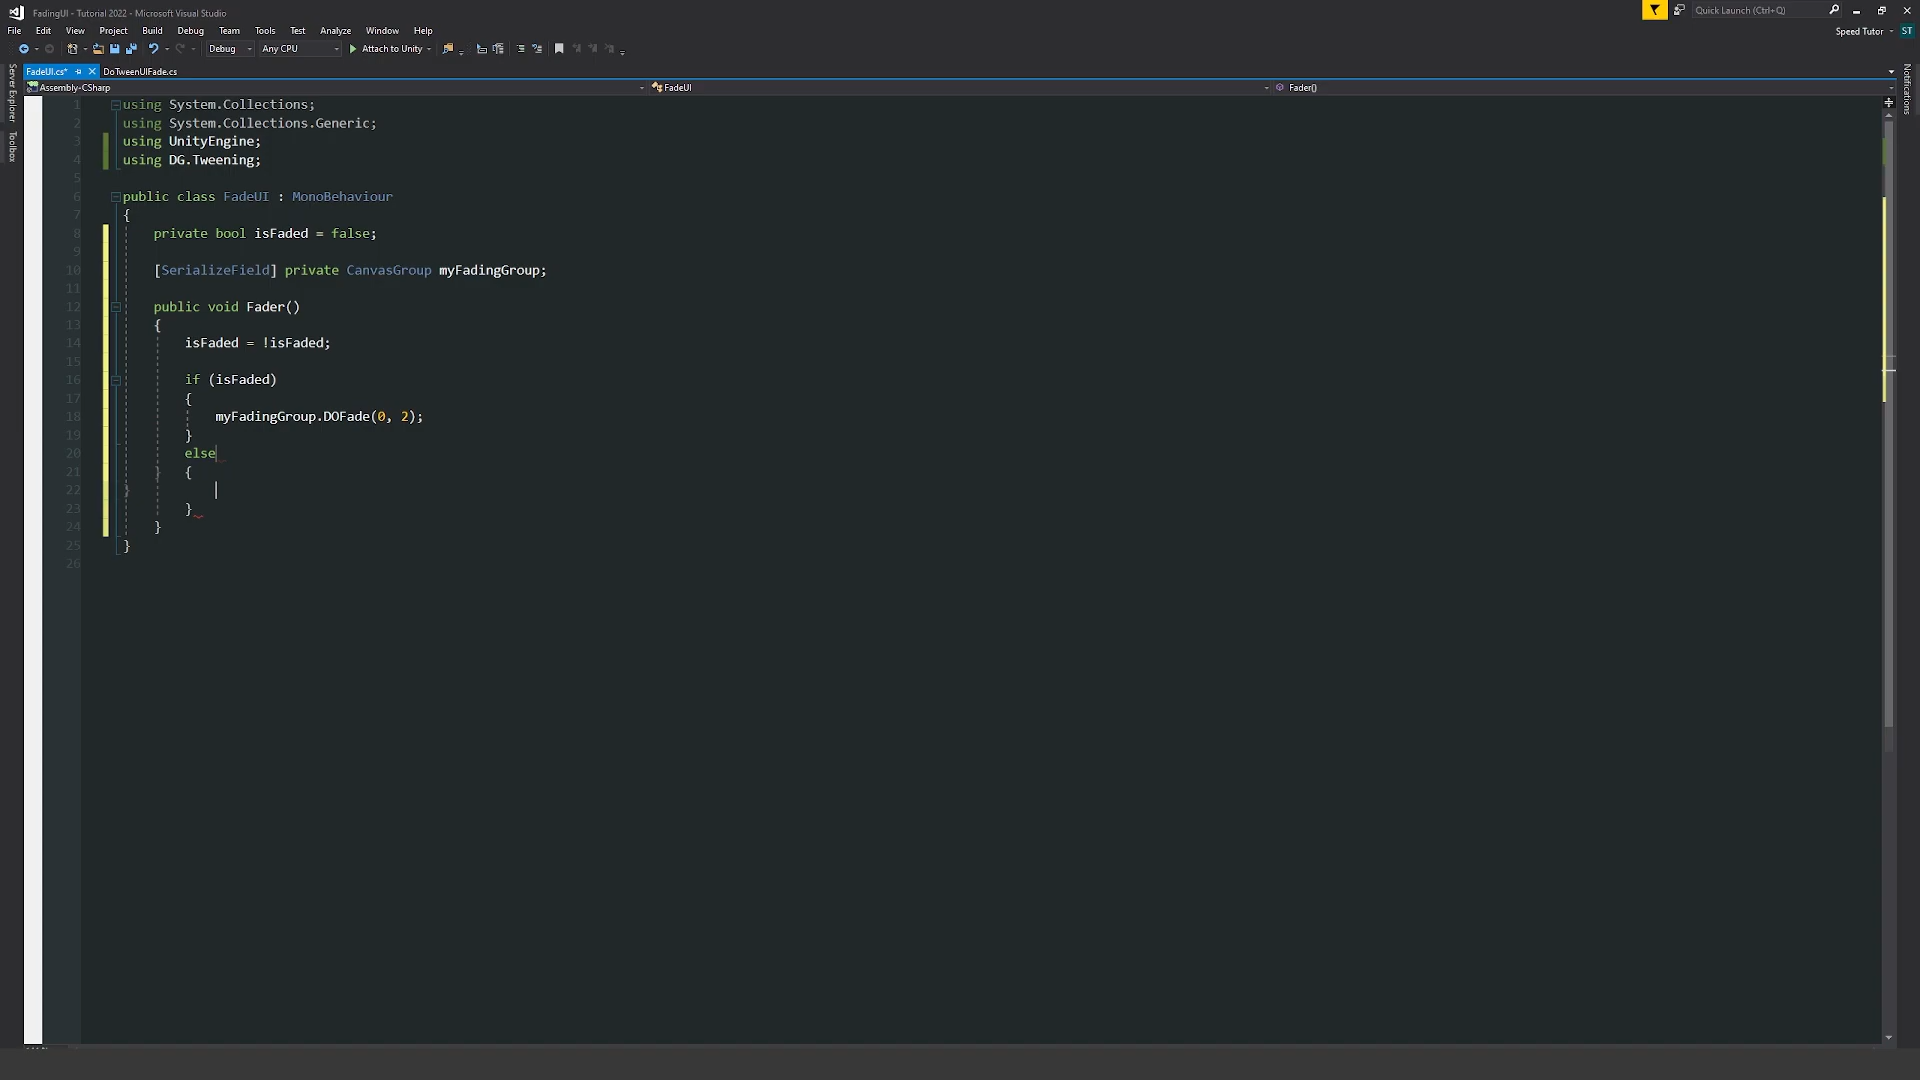 FadingUI - Tutorial 2022 - Microsoft Visual Studio
Quick Launch (Ctrl+Q)
File Edit View Project Build Debug Team Tools Test Analyze Window Help
Speed Tutor ST
Debug Any CPU Attach to Unity
FadeUI.cs* DoTweenUIFade.cs
Assembly-CSharp FadeUI Fader()
Server Explorer
Toolbox
Notifications
1 using System.Collections;
2 using System.Collections.Generic;
3 using UnityEngine;
4 using DG.Tweening;
5
6 public class FadeUI : MonoBehaviour
7 {
8 private bool isFaded = false;
9
10 [SerializeField] private CanvasGroup myFadingGroup;
11
12 public void Fader()
13 {
14 isFaded = !isFaded;
15
16 if (isFaded)
17 {
18 myFadingGroup.DOFade(0, 2);
19 }
20 else
21 } {
22 }
23 }
24 }
25 }
26